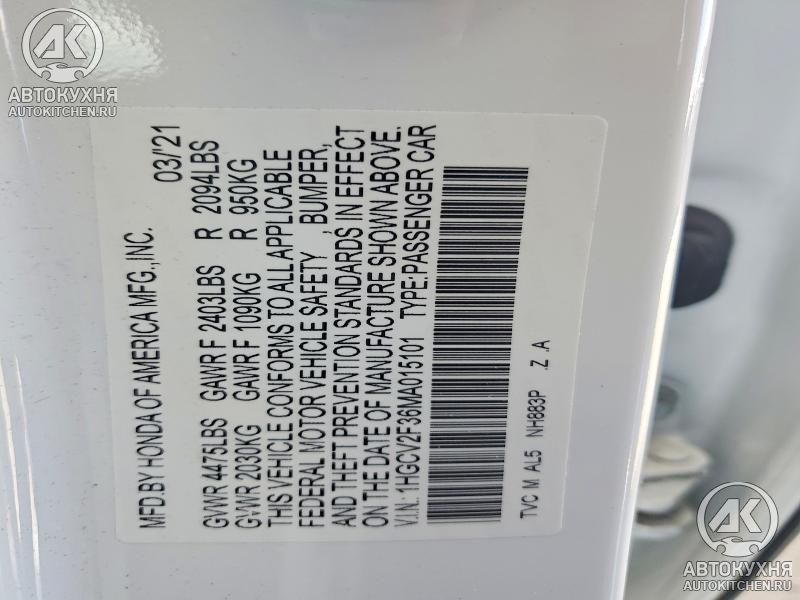 AK
АВТОКУХНЯ
AUTOKITCHEN.RU
MFD.BY HONDA OF AMERICA MFG.,INC. 03/'21
GVWR 4475LBS GAWR F 2403LBS R 2094LBS
GVWR 2030KG GAWR F 1090KG R 950KG
THIS VEHICLE CONFORMS TO ALL APPLICABLE
FEDERAL MOTOR VEHICLE SAFETY , BUMPER,
AND THEFT PREVENTION STANDARDS IN EFFECT
ON THE DATE OF MANUFACTURE SHOWN ABOVE.
V.I.N.: 1HGCV2F36MA015101 TYPE:PASSENGER CAR
TVC M AL5 NH883P .Z .A
AK
АВТОКУХНЯ
AUTOKITCHEN.RU